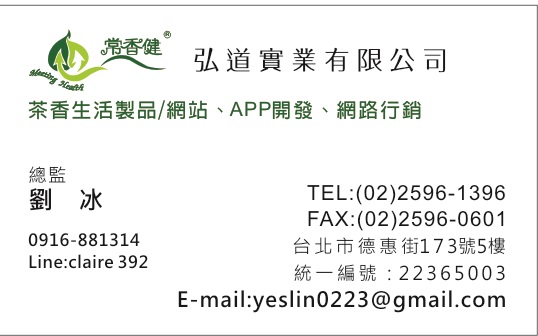 常香健®
Healthy Health
弘道實業有限公司
茶香生活製品/網站、APP開發、網路行銷
總監
劉 冰
0916-881314
Line:claire 392
TEL:(02)2596-1396
FAX:(02)2596-0601
台北市德惠街173號5樓
統一編號：22365003
E-mail:yeslin0223@gmail.com